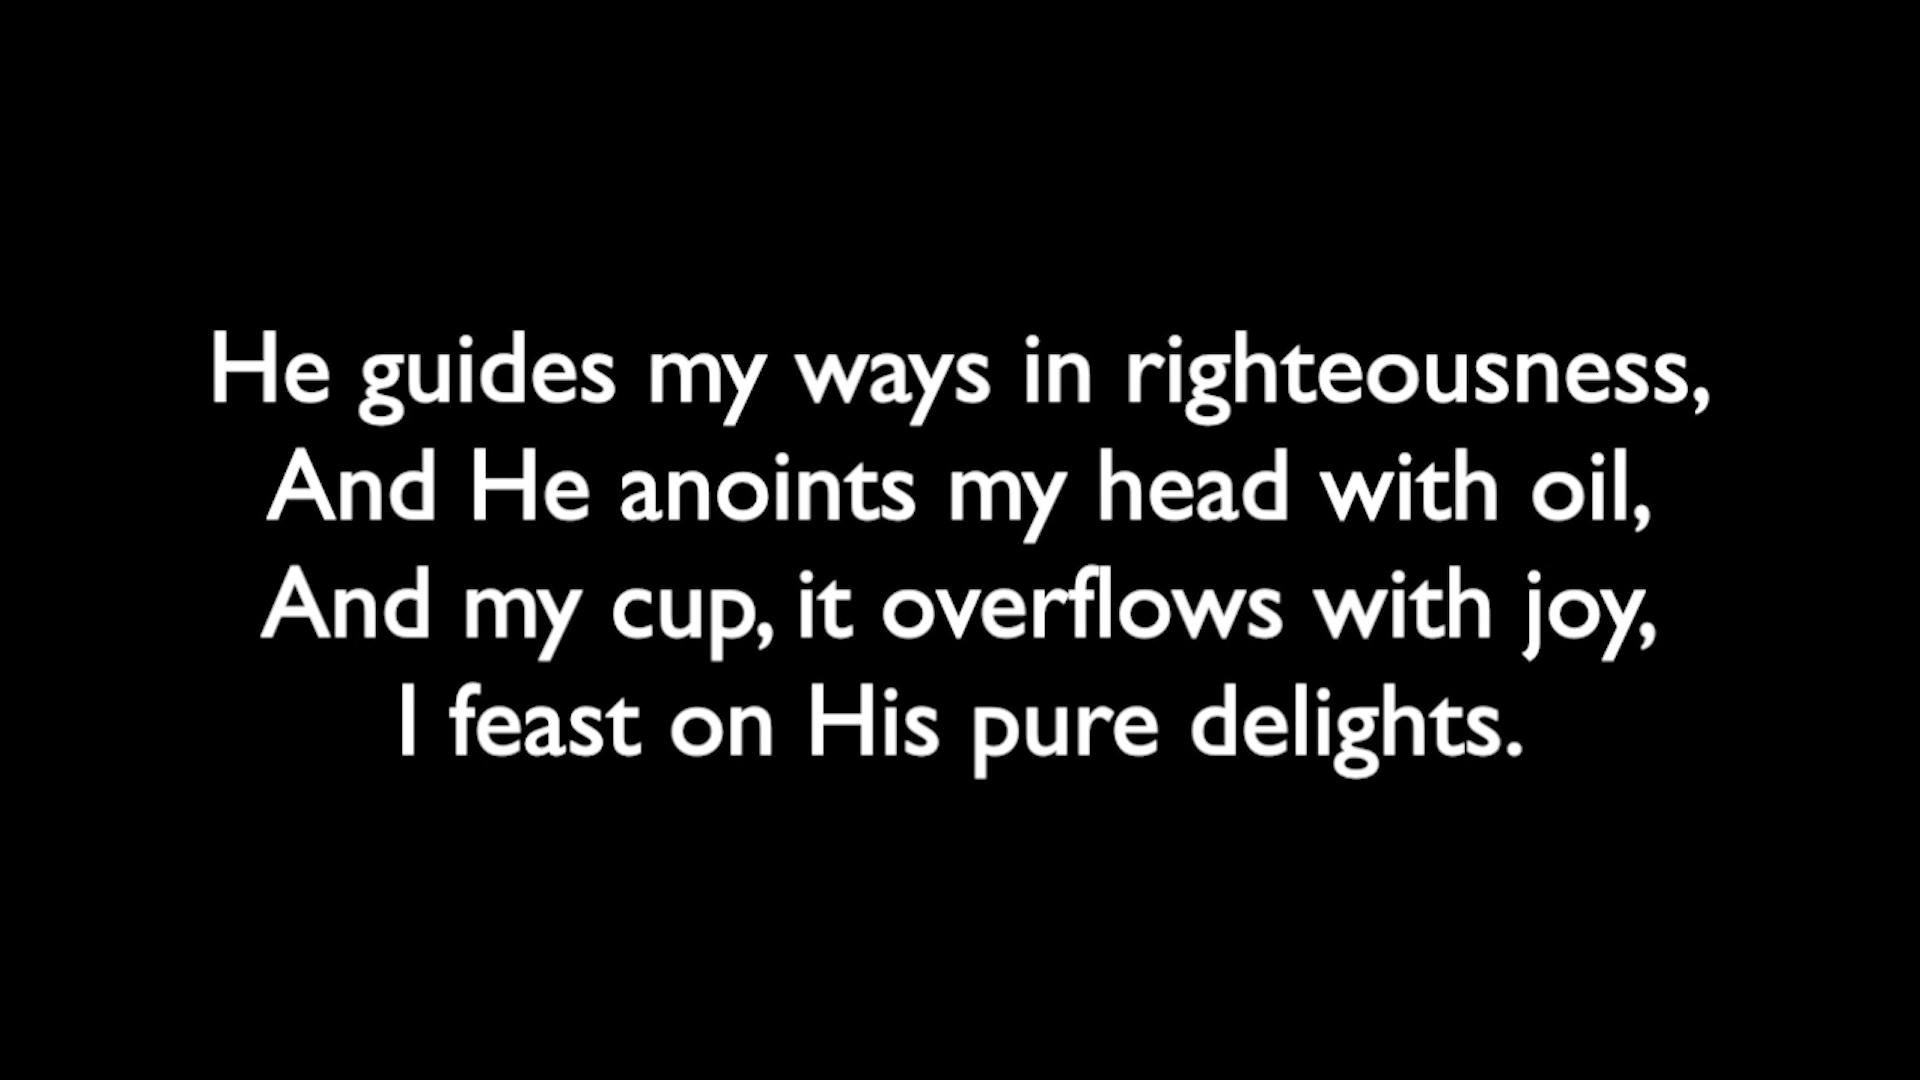 He guides my ways in righteousness,
And He anoints my head with oil,
And my cup, it overflows with joy,
I feast on His pure delights.